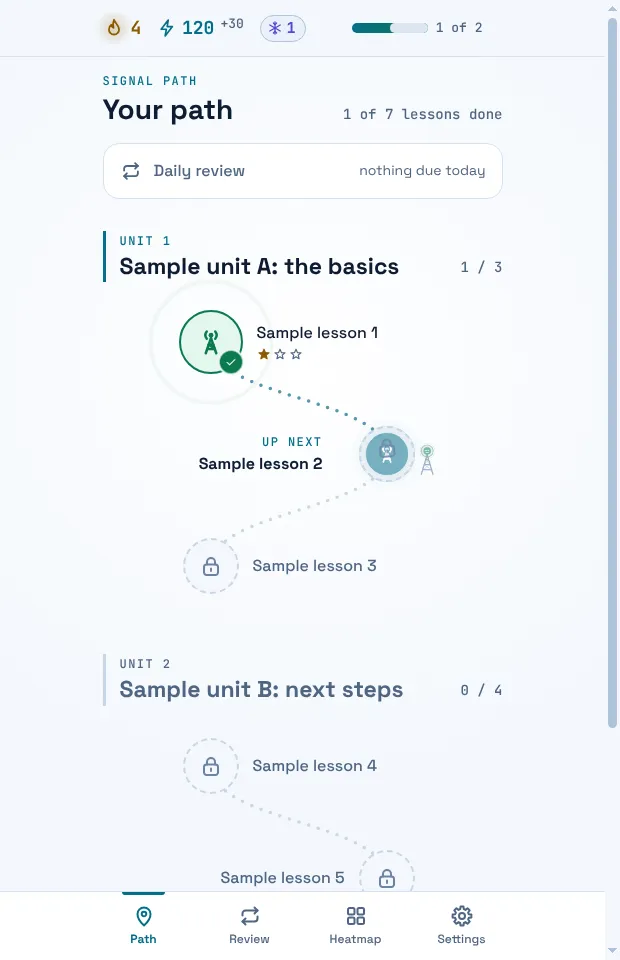 4 120 +30 1 1 of 2
SIGNAL PATH
Your path 1 of 7 lessons done
Daily review nothing due today
UNIT 1
Sample unit A: the basics 1 / 3
Sample lesson 1
UP NEXT
Sample lesson 2
Sample lesson 3
UNIT 2
Sample unit B: next steps 0 / 4
Sample lesson 4
Sample lesson 5
Path Review Heatmap Settings